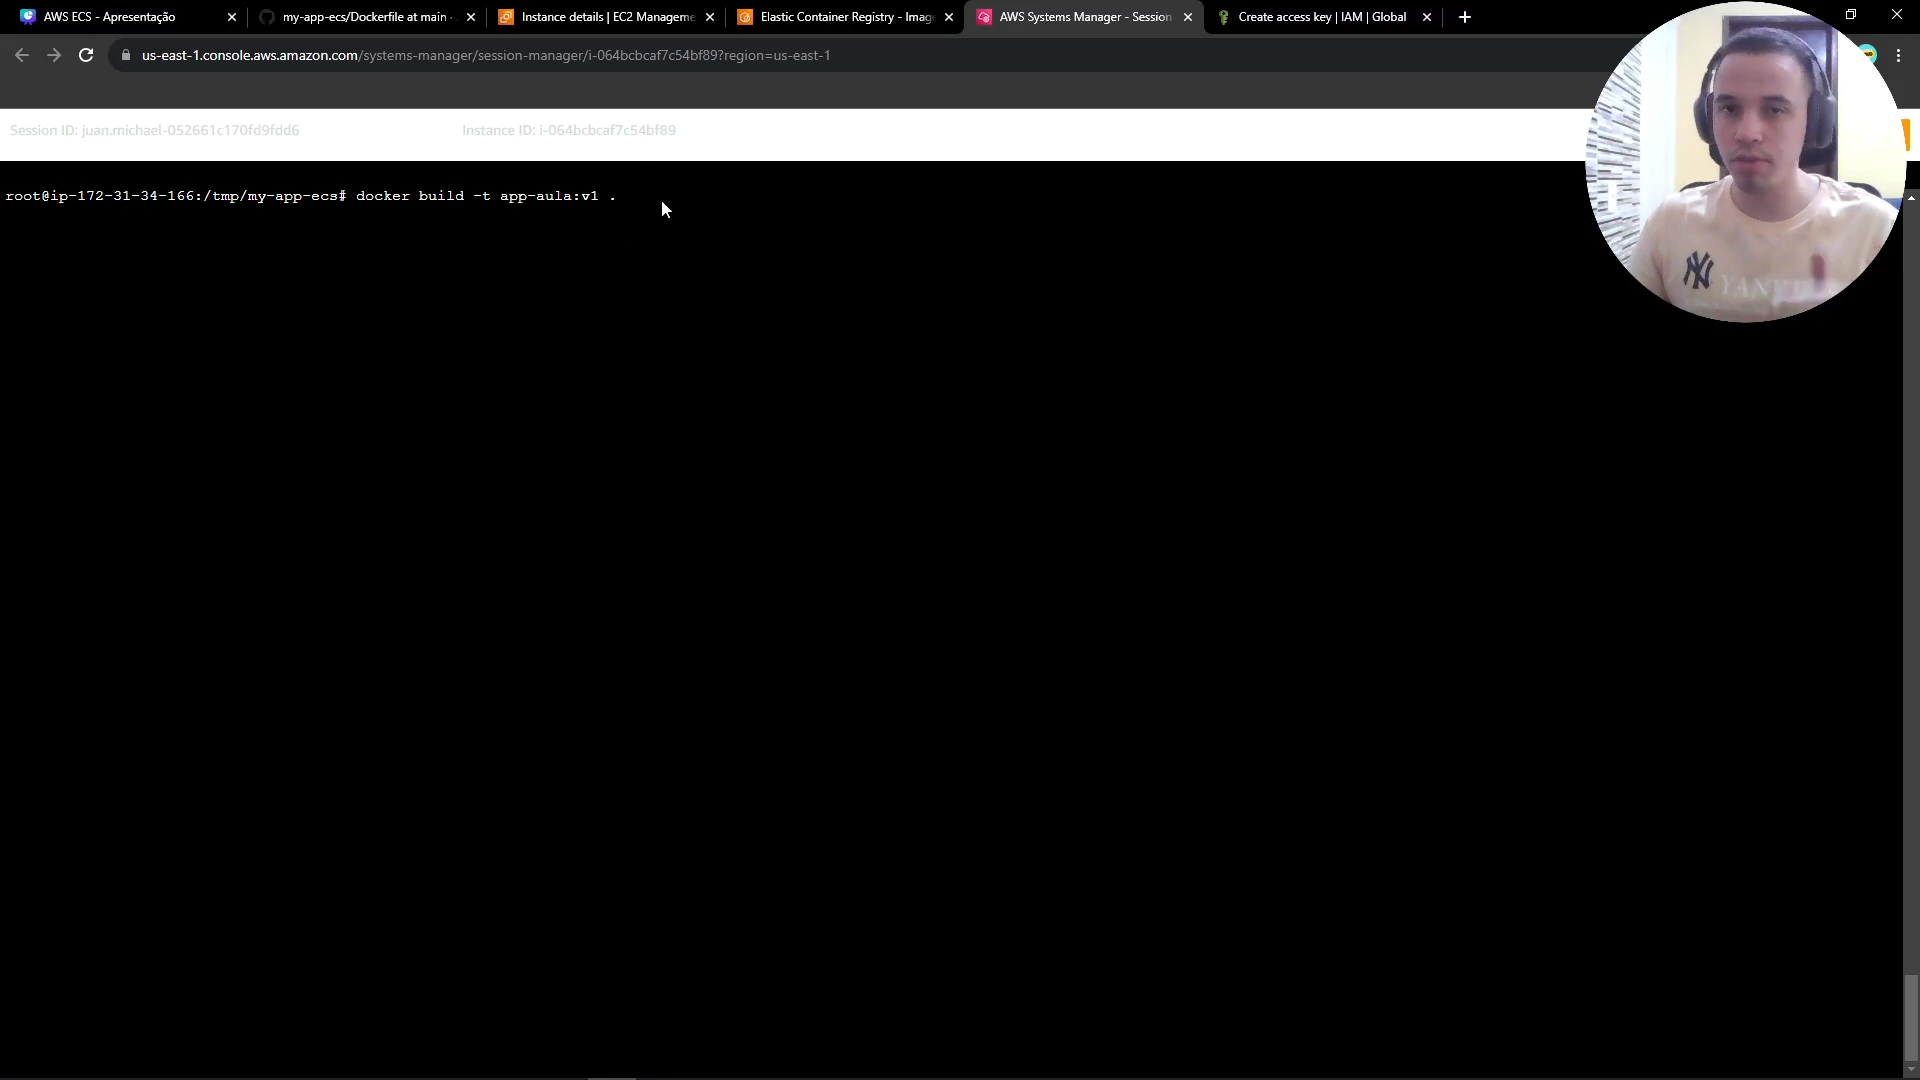 AWS ECS - Apresentação
my-app-ecs/Dockerfile at main
Instance details | EC2 Manageme
Elastic Container Registry - Imag
AWS Systems Manager - Session
Create access key | IAM | Global
us-east-1.console.aws.amazon.com/systems-manager/session-manager/i-064bcbcaf7c54bf89?region=us-east-1
Session ID: juan.michael-052661c170fd9fdd6
Instance ID: i-064bcbcaf7c54bf89
root@ip-172-31-34-166:/tmp/my-app-ecs# docker build -t app-aula:v1 .
NY